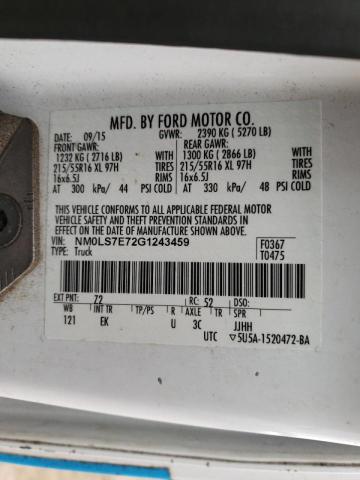 MFD. BY FORD MOTOR CO.
DATE: 09/15 GVWR: 2390 KG ( 5270 LB)
FRONT GAWR: REAR GAWR:
1232 KG ( 2716 LB) WITH 1300 KG ( 2866 LB) WITH
215/55R16 XL 97H TIRES 215/55R16 XL 97H TIRES
16x6.5J RIMS 16x6.5J RIMS
AT 300 kPa/ 44 PSI COLD AT 330 kPa/ 48 PSI COLD
THIS VEHICLE CONFORMS TO ALL APPLICABLE FEDERAL MOTOR
VEHICLE SAFETY AND THEFT PREVENTION STANDARDS IN EFFECT ON
THE DATE OF MANUFACTURE SHOWN ABOVE.
VIN: NM0LS7E72G1243459 F0367
TYPE: Truck T0475
EXT PNT: 72 RC: 52 DSO:
WB INT TR TP/PS R AXLE TR SPR
121 EK U 3C JJHH
UTC ▽5U5A-1520472-BA